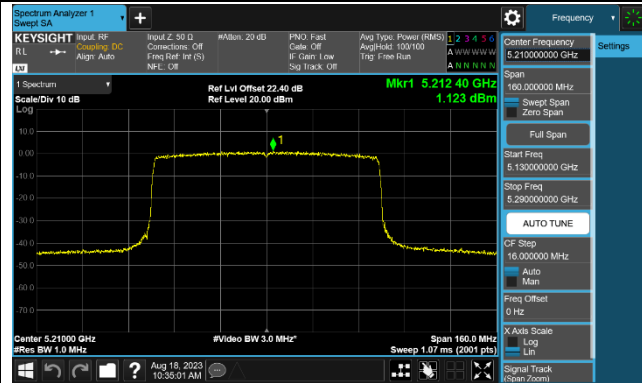 Spectrum Analyzer 1
Swept SA
Frequency
KEYSIGHT
Input: RF
Input Z: 50 Ω
#Atten: 20 dB
PNO: Fast
Avg Type: Power (RMS)
1 2 3 4 5 6
RL
Coupling: DC
Corrections: Off
Gate: Off
Avg|Hold: 100/100
A W W W W W
Align: Auto
Freq Ref: Int (S)
IF Gain: Low
Trig: Free Run
NFE: Off
Sig Track: Off
A N N N N N
LXI
1 Spectrum
Ref Lvl Offset 22.40 dB
Mkr1 5.212 40 GHz
Scale/Div 10 dB
Ref Level 20.00 dBm
1.123 dBm
Log
10.0
0.00
-10.0
-20.0
-30.0
-40.0
-50.0
-60.0
-70.0
1
Center 5.21000 GHz
#Video BW 3.0 MHz*
Span 160.0 MHz
#Res BW 1.0 MHz
Sweep 1.07 ms (2001 pts)
Aug 18, 2023
10:35:01 AM
Center Frequency
5.210000000 GHz
Settings
Span
160.000000 MHz
Swept Span
Zero Span
Full Span
Start Freq
5.130000000 GHz
Stop Freq
5.290000000 GHz
AUTO TUNE
CF Step
16.000000 MHz
Auto
Man
Freq Offset
0 Hz
X Axis Scale
Log
Lin
Signal Track
(Span Zoom)